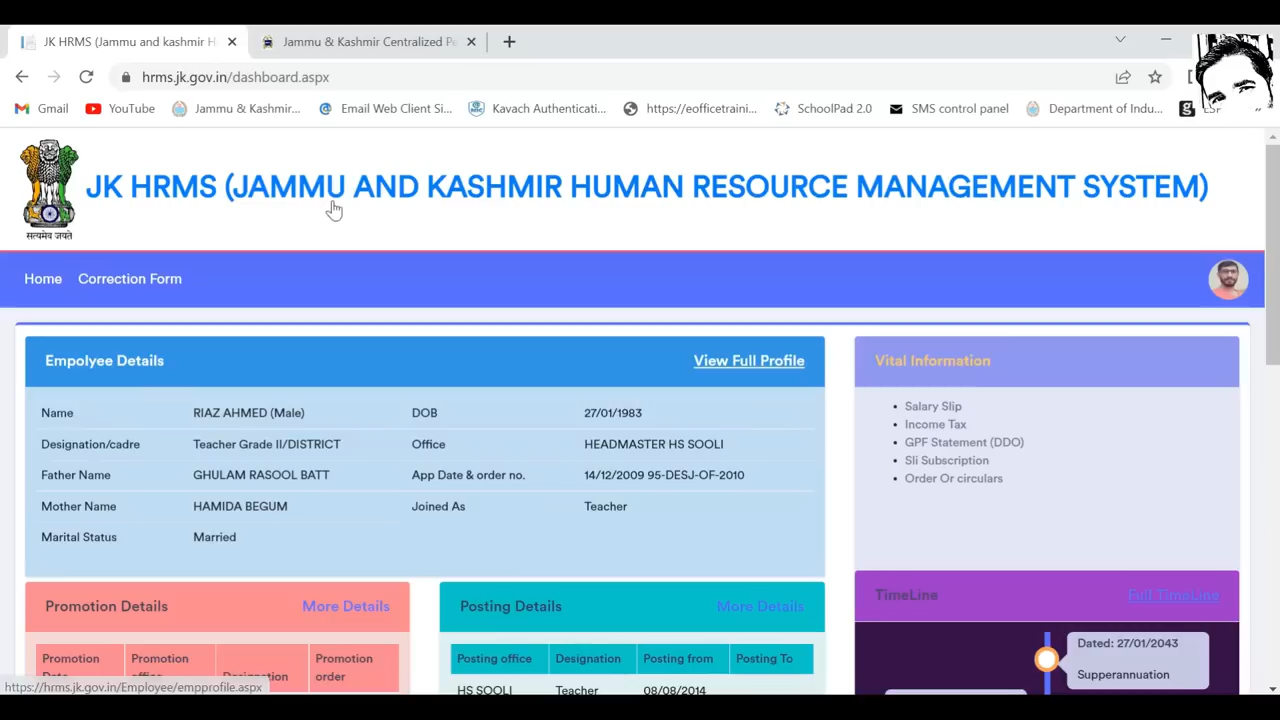 JK HRMS (Jammu and kashmir H
Jammu & Kashmir Centralized Pe
hrms.jk.gov.in/dashboard.aspx
Gmail
YouTube
Jammu & Kashmir...
Email Web Client Si...
Kavach Authenticati...
https://eofficetraini...
SchoolPad 2.0
SMS control panel
Department of Indu...
सत्यमेव जयते
JK HRMS (JAMMU AND KASHMIR HUMAN RESOURCE MANAGEMENT SYSTEM)
Home Correction Form
Empolyee Details View Full Profile
Name RIAZ AHMED (Male) DOB 27/01/1983
Designation/cadre Teacher Grade II/DISTRICT Office HEADMASTER HS SOOLI
Father Name GHULAM RASOOL BATT App Date & order no. 14/12/2009 95-DESJ-OF-2010
Mother Name HAMIDA BEGUM Joined As Teacher
Marital Status Married
Vital Information
Salary Slip
Income Tax
GPF Statement (DDO)
Sli Subscription
Order Or circulars
Promotion Details More Details
Promotion Promotion Promotion
Designation order
Posting Details More Details
Posting office Designation Posting from Posting To
HS SOOLI Teacher 08/08/2014
TimeLine Full TimeLine
Dated: 27/01/2043
Supperannuation
https://hrms.jk.gov.in/Employee/empprofile.aspx